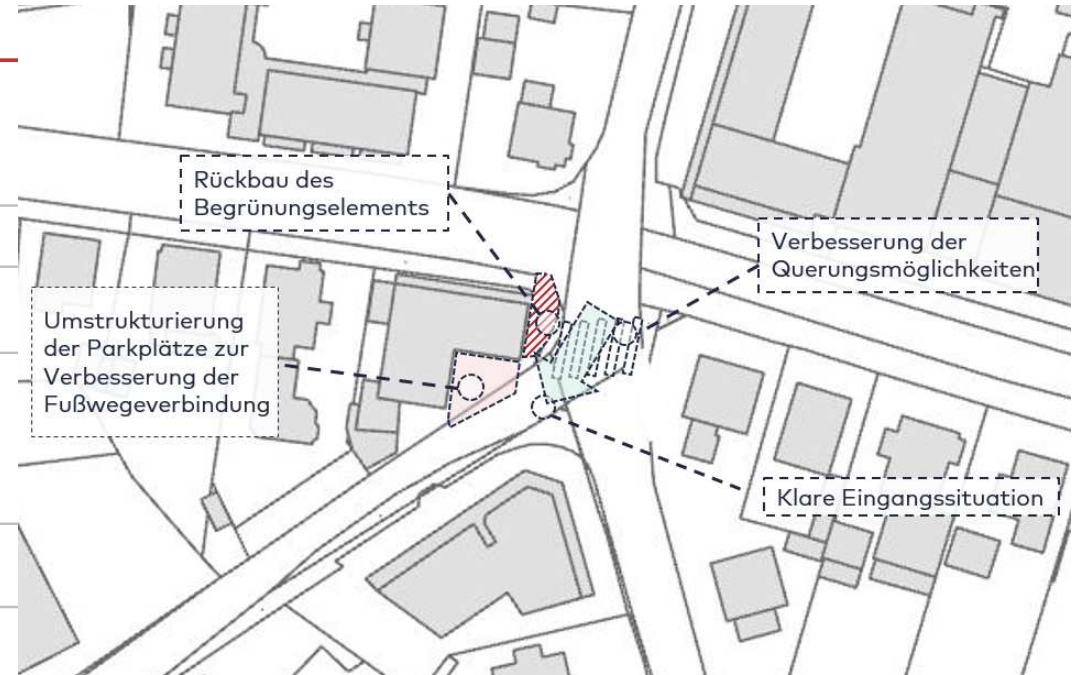 Rückbau des
Begrünungselements
Verbesserung der
Querungsmöglichkeiten
Umstrukturierung
der Parkplätze zur
Verbesserung der
Fußwegeverbindung
Klare Eingangssituation